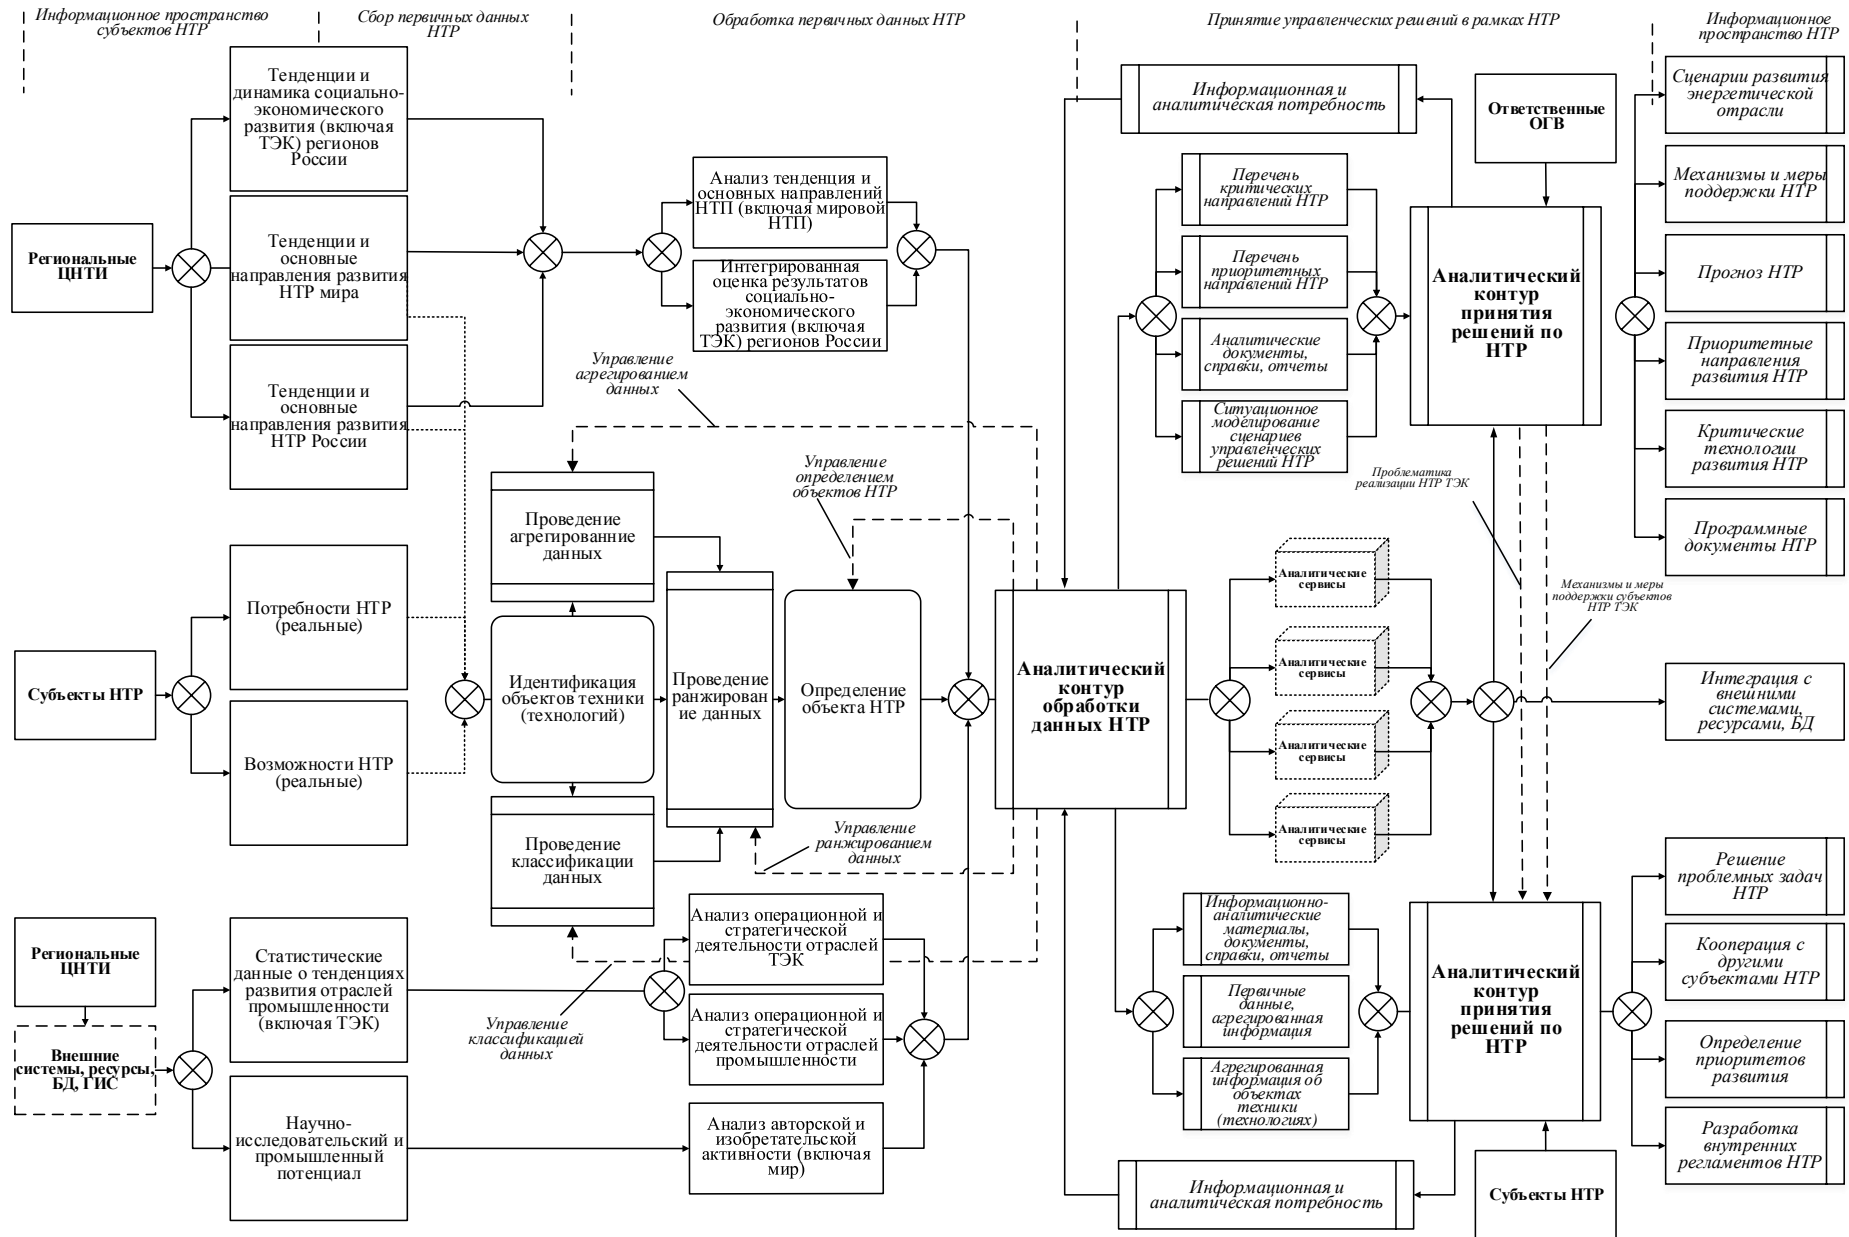 Информационное пространство
субъектов НТР
Сбор первичных данных
НТР
Обработка первичных данных НТР
Принятие управленческих решений в рамках НТР
Информационное
пространство НТР
Региональные
ЦНТИ
Тенденции и
динамика социально-
экономического
развития (включая
ТЭК) регионов
России
Тенденции и
основные
направления развития
НТР мира
Тенденции и
основные
направления развития
НТР России
Анализ тенденция и
основных направлений
НТП (включая мировой
НТП)
Интегрированная
оценка результатов
социально-
экономического
развития (включая
ТЭК) регионов России
Управление
агрегированием
данных
Управление
определением
объектов НТР
Субъекты НТР
Потребности НТР
(реальные)
Возможности НТР
(реальные)
Проведение
агрегированние
данных
Идентификация
объектов техники
(технологий)
Проведение
классификации
данных
Проведение
ранжирован
ие данных
Определение
объекта НТР
Управление
ранжированием
данных
Управление
классификацией
данных
Региональные
ЦНТИ
Внешние
системы, ресурсы,
БД, ГИС
Статистические
данные о тенденциях
развития отраслей
промышленности
(включая ТЭК)
Научно-
исследовательский и
промышленный
потенциал
Анализ операционной и
стратегической
деятельности отраслей
ТЭК
Анализ операционной и
стратегической
деятельности отраслей
промышленности
Анализ авторской и
изобретательской
активности (включая
мир)
Аналитический
контур
обработки
данных НТР
Информационная и
аналитическая потребность
Ответственные
ОГВ
Перечень
критических
направлений НТР
Перечень
приоритетных
направлений НТР
Аналитические
документы,
справки, отчеты
Ситуационное
моделирование
сценариев
управленческих
решений НТР
Аналитический
контур
принятия
решений по
НТР
Проблематика
реализации НТР ТЭК
Механизмы и меры
поддержки субъектов
НТР ТЭК
Аналитические
сервисы
Аналитические
сервисы
Аналитические
сервисы
Аналитические
сервисы
Информационно-
аналитические
материалы,
документы,
справки, отчеты
Первичные
данные,
агрегированная
информация
Агрегированная
информация об
объектах
техники
(технологиях)
Аналитический
контур
принятия
решений по
НТР
Информационная и
аналитическая потребность
Субъекты НТР
Сценарии развития
энергетической
отрасли
Механизмы и меры
поддержки НТР
Прогноз НТР
Приоритетные
направления
развития НТР
Критические
технологии
развития НТР
Программные
документы НТР
Интеграция с
внешними
системами,
ресурсами, БД
Решение
проблемных задач
НТР
Кооперация с
другими
субъектами НТР
Определение
приоритетов
развития
Разработка
внутренних
регламентов НТР